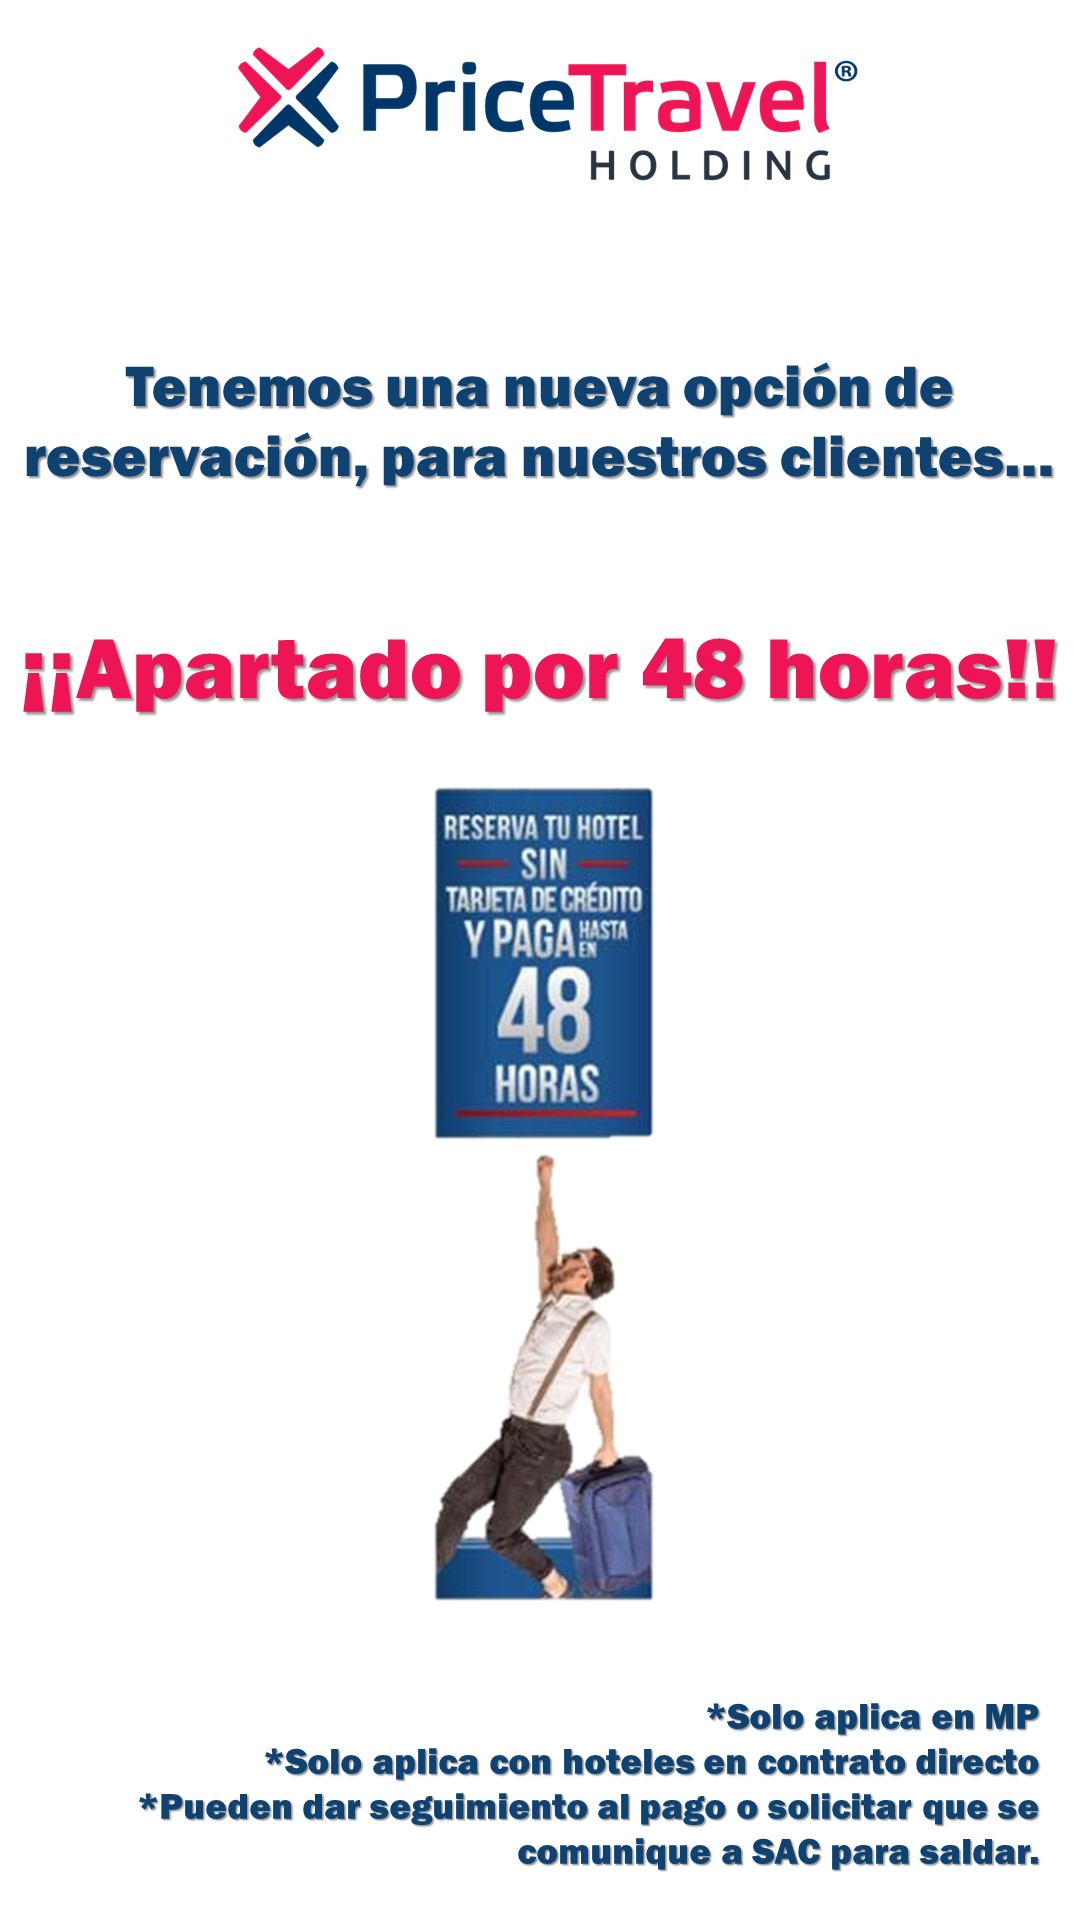 PriceTravel®
HOLDING
Tenemos una nueva opción de
reservación, para nuestros clientes...
¡¡Apartado por 48 horas!!
RESERVA TU HOTEL
SIN
TARJETA DE CRÉDITO
Y PAGA HASTA EN
48
HORAS
*Solo aplica en MP
*Solo aplica con hoteles en contrato directo
*Pueden dar seguimiento al pago o solicitar que se
comunique a SAC para saldar.